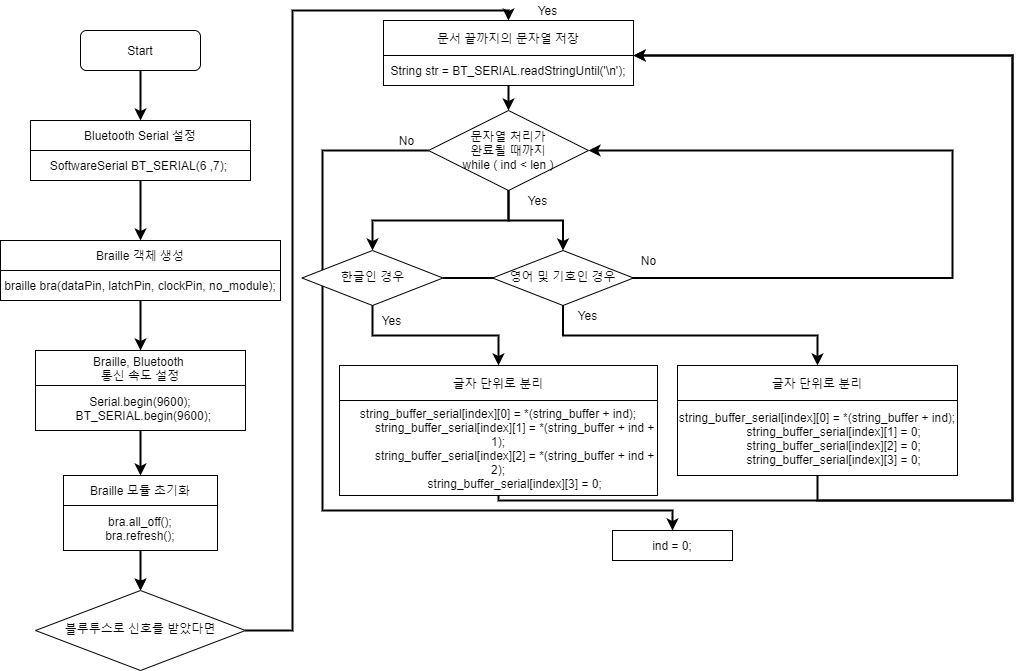 Start
Bluetooth Serial 설정
SoftwareSerial BT_SERIAL(6 ,7);
Braille 객체 생성
braille bra(dataPin, latchPin, clockPin, no_module);
Braille, Bluetooth
통신 속도 설정
Serial.begin(9600);
BT_SERIAL.begin(9600);
Braille 모듈 초기화
bra.all_off();
bra.refresh();
블루투스로 신호를 받았다면
Yes
문서 끝까지의 문자열 저장
String str = BT_SERIAL.readStringUntil('\n');
문자열 처리가
완료될 때까지
while ( ind < len )
No
Yes
한글인 경우
영어 및 기호인 경우
No
Yes
Yes
글자 단위로 분리
string_buffer_serial[index][0] = *(string_buffer + ind);
string_buffer_serial[index][1] = *(string_buffer + ind +
1);
string_buffer_serial[index][2] = *(string_buffer + ind +
2);
string_buffer_serial[index][3] = 0;
글자 단위로 분리
string_buffer_serial[index][0] = *(string_buffer + ind);
string_buffer_serial[index][1] = 0;
string_buffer_serial[index][2] = 0;
string_buffer_serial[index][3] = 0;
ind = 0;